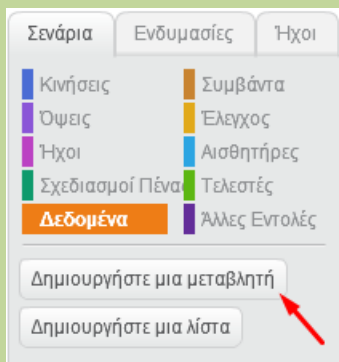 Σενάρια Ενδυμασίες Ήχοι
Κινήσεις Συμβάντα
Όψεις Έλεγχος
Ήχοι Αισθητήρες
Σχεδιασμοί Πένας Τελεστές
Δεδομένα Άλλες Εντολές
Δημιουργήστε μια μεταβλητή
Δημιουργήστε μια λίστα